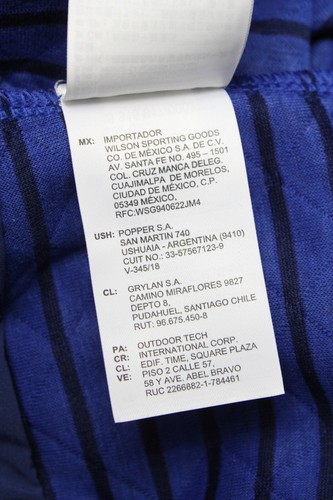 MX: IMPORTADOR
WILSON SPORTING GOODS
CO. DE MÉXICO S.A. DE C.V.
AV. SANTA FE NO. 495 – 1501
COL. CRUZ MANCA DELEG.
CUAJIMALPA DE MORELOS,
CIUDAD DE MÉXICO, C.P.
05349 MÉXICO,
RFC:WSG940622JM4
USH: POPPER S.A.
SAN MARTIN 740
USHUAIA - ARGENTINA (9410)
CUIT NO.: 33-57567123-9
V-345/18
CL: GRYLAN S.A.
CAMINO MIRAFLORES 9827
DEPTO 8,
PUDAHUEL, SANTIAGO CHILE
RUT: 96.675.450-8
PA: OUTDOOR TECH
CR: INTERNATIONAL CORP.
CL: EDIF. TIME, SQUARE PLAZA
VE: PISO 2 CALLE 57,
58 Y AVE. ABEL BRAVO
RUC 2266882-1-784461